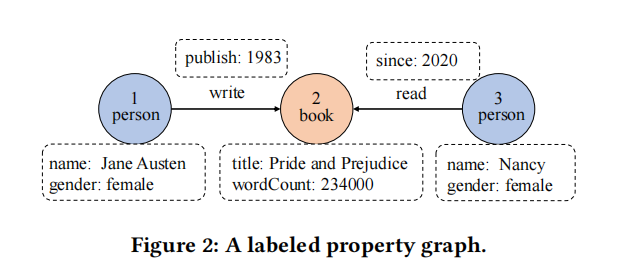 publish: 1983
since: 2020
write
read
1
person
2
book
3
person
name: Jane Austen
gender: female
title: Pride and Prejudice
wordCount: 234000
name: Nancy
gender: female
Figure 2: A labeled property graph.